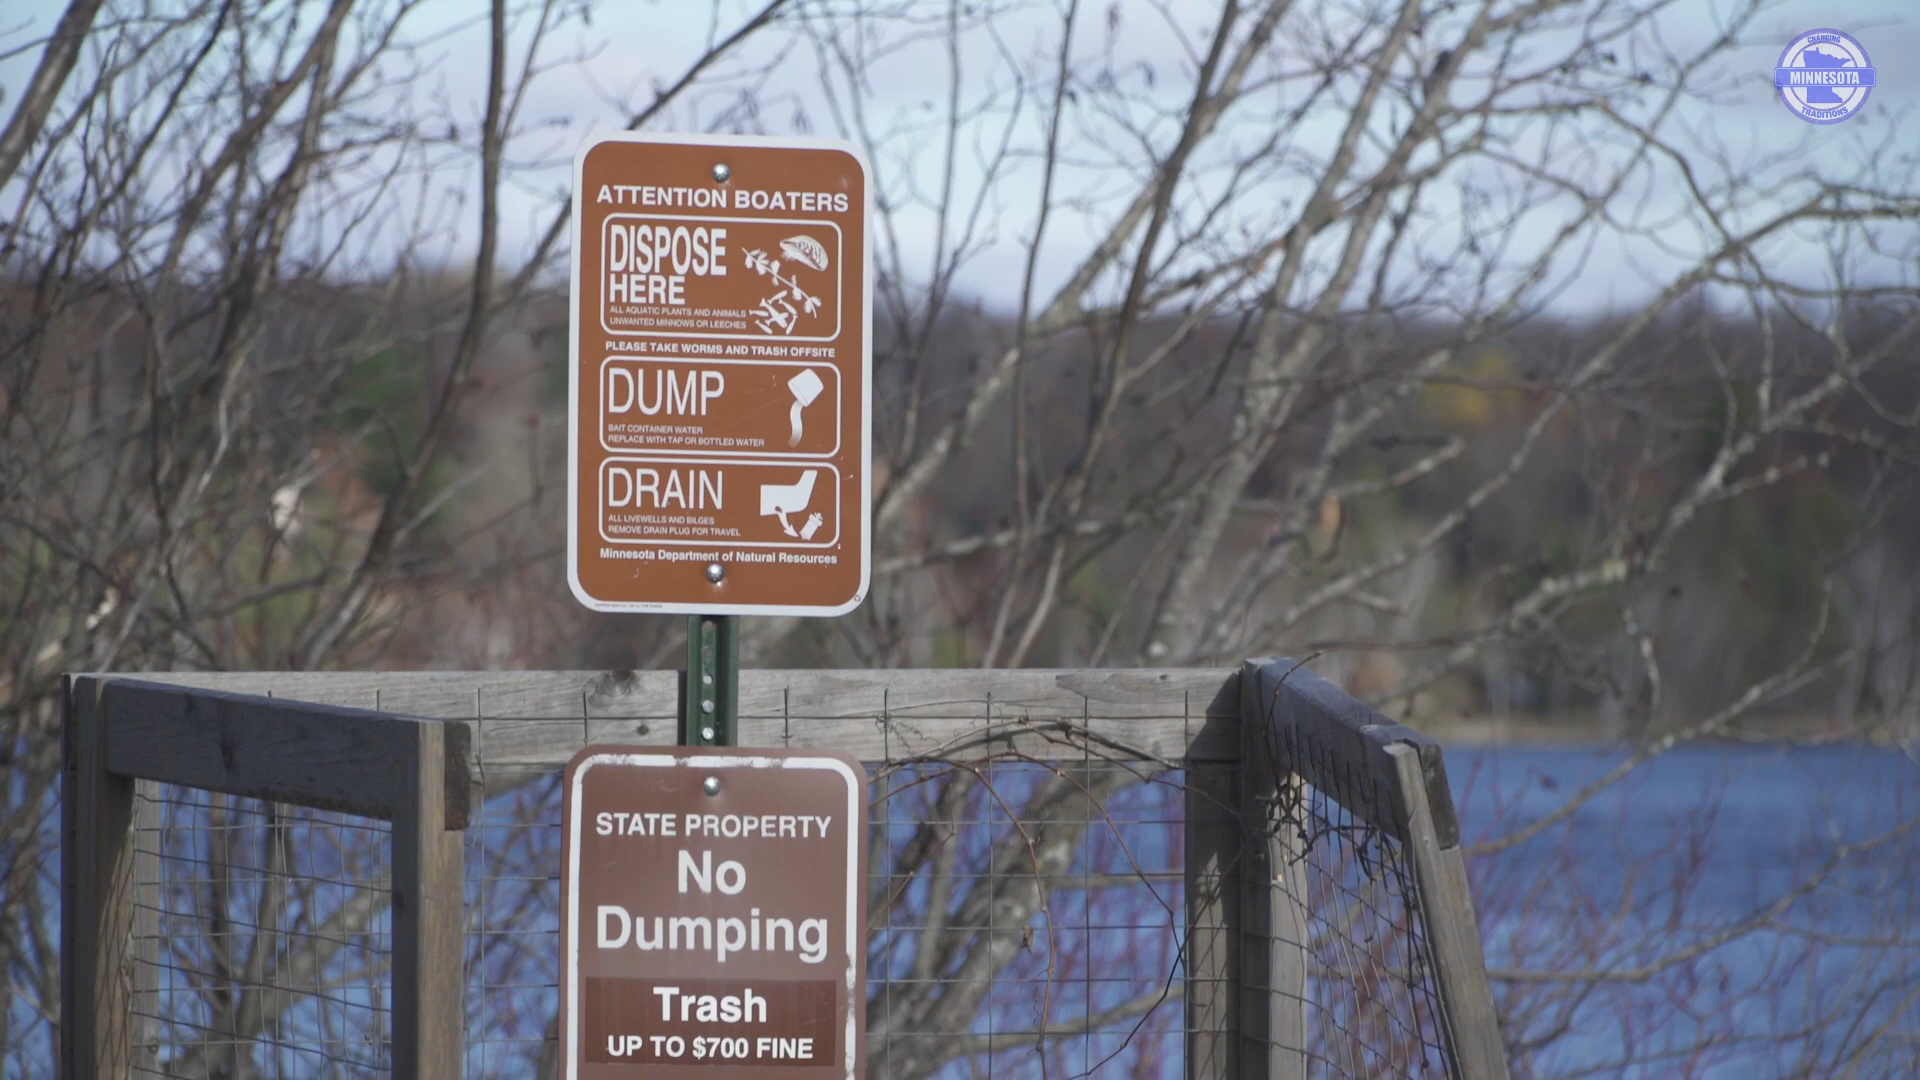 CHANGING
MINNESOTA
TRADITIONS
ATTENTION BOATERS
DISPOSE
HERE
ALL AQUATIC PLANTS AND ANIMALS
UNWANTED MINNOWS OR LEECHES
PLEASE TAKE WORMS AND TRASH OFFSITE
DUMP
BAIT CONTAINER WATER
REPLACE WITH TAP OR BOTTLED WATER
DRAIN
ALL LIVEWELLS AND BILGES
REMOVE DRAIN PLUG FOR TRAVEL
Minnesota Department of Natural Resources
STATE PROPERTY
No
Dumping
Trash
UP TO $700 FINE